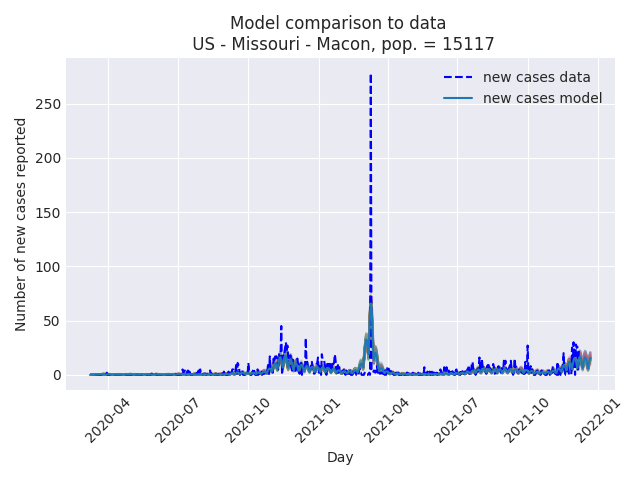 Model comparison to data
US - Missouri - Macon, pop. = 15117
new cases data
new cases model
Number of new cases reported
250
200
150
100
50
0
2020-04
2020-07
2020-10
2021-01
2021-04
2021-07
2021-10
2022-01
Day